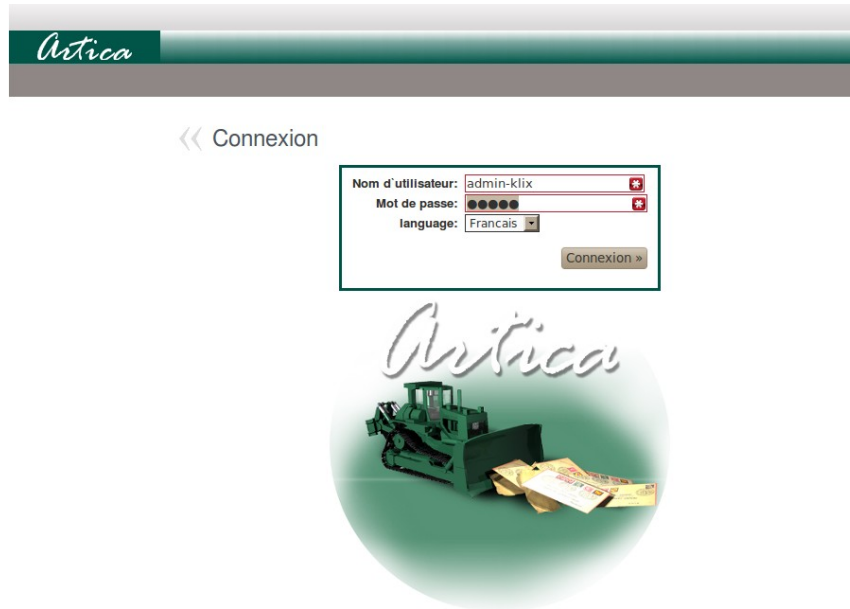 Artica
« Connexion
Nom d`utilisateur: admin-klix
Mot de passe: ●●●●●
language: Francais
Connexion »
Artica